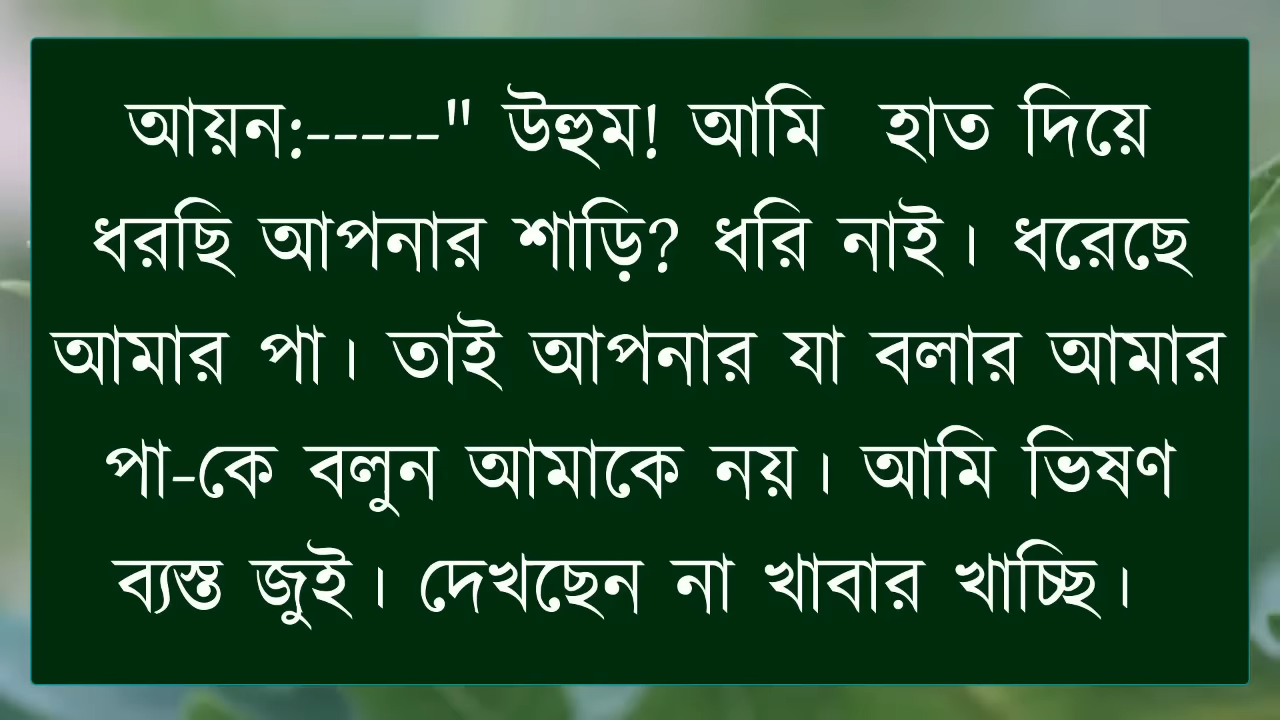 আয়ন:-----" উহুম! আমি হাত দিয়ে
ধরছি আপনার শাড়ি? ধরি নাই। ধরেছে
আমার পা। তাই আপনার যা বলার আমার
পা-কে বলুন আমাকে নয়। আমি ভিষণ
ব্যস্ত জুই। দেখছেন না খাবার খাচ্ছি।